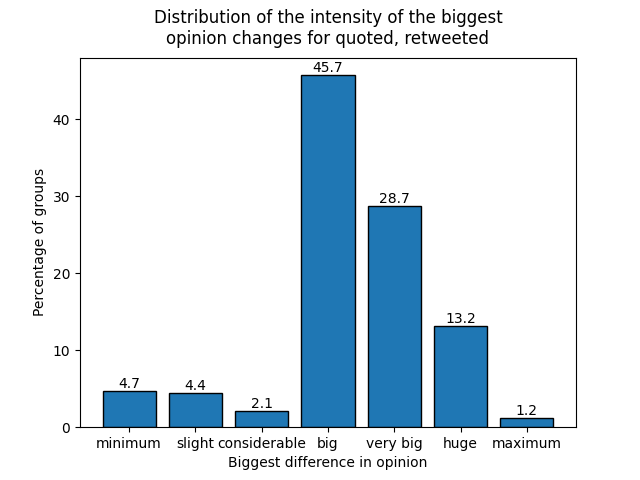 Distribution of the intensity of the biggest
opinion changes for quoted, retweeted
Percentage of groups
40
30
20
10
0
4.7
4.4
2.1
45.7
28.7
13.2
1.2
minimum slight considerable big very big huge maximum
Biggest difference in opinion